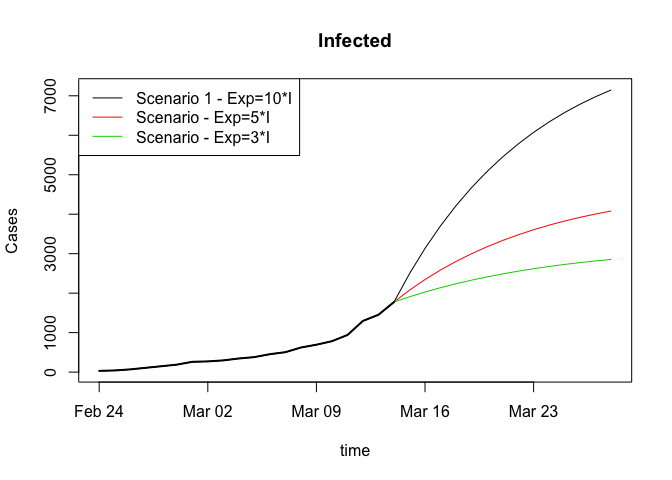 Infected
Scenario 1 - Exp=10*I
Scenario - Exp=5*I
Scenario - Exp=3*I
Cases
7000
5000
3000
1000
0
Feb 24 Mar 02 Mar 09 Mar 16 Mar 23
time